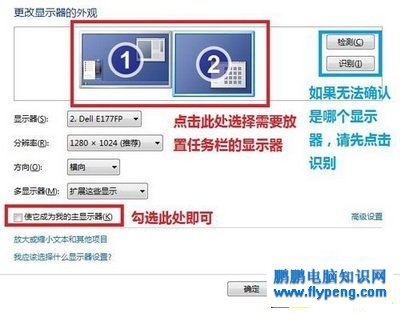 更改显示器的外观
1
2
检测(C)
识别(I)
如果无法确认
是哪个显示
器，请先点击
识别
显示器(S):
2. Dell E177FP
点击此处选择需要放
置任务栏的显示器
分辨率(R):
1280 × 1024 (推荐)
方向(O):
横向
多显示器(M):
扩展这些显示
使它成为我的主显示器(K)
勾选此处即可
高级设置
放大或缩小文本和其他项目
我应该选择什么显示器设置?
确定
鹏鹏电脑知识网
www.flypeng.com